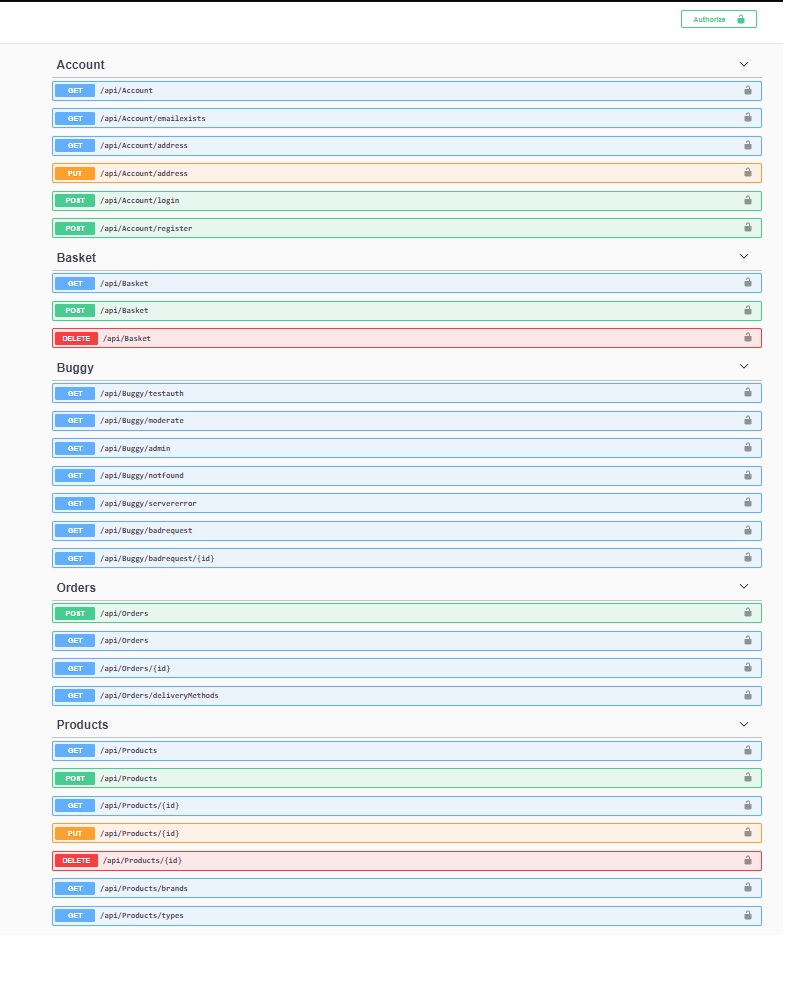 Authorize
Account
GET /api/Account
GET /api/Account/emailexists
GET /api/Account/address
PUT /api/Account/address
POST /api/Account/login
POST /api/Account/register
Basket
GET /api/Basket
POST /api/Basket
DELETE /api/Basket
Buggy
GET /api/Buggy/testauth
GET /api/Buggy/moderate
GET /api/Buggy/admin
GET /api/Buggy/notfound
GET /api/Buggy/servererror
GET /api/Buggy/badrequest
GET /api/Buggy/badrequest/{id}
Orders
POST /api/Orders
GET /api/Orders
GET /api/Orders/{id}
GET /api/Orders/deliveryMethods
Products
GET /api/Products
POST /api/Products
GET /api/Products/{id}
PUT /api/Products/{id}
DELETE /api/Products/{id}
GET /api/Products/brands
GET /api/Products/types